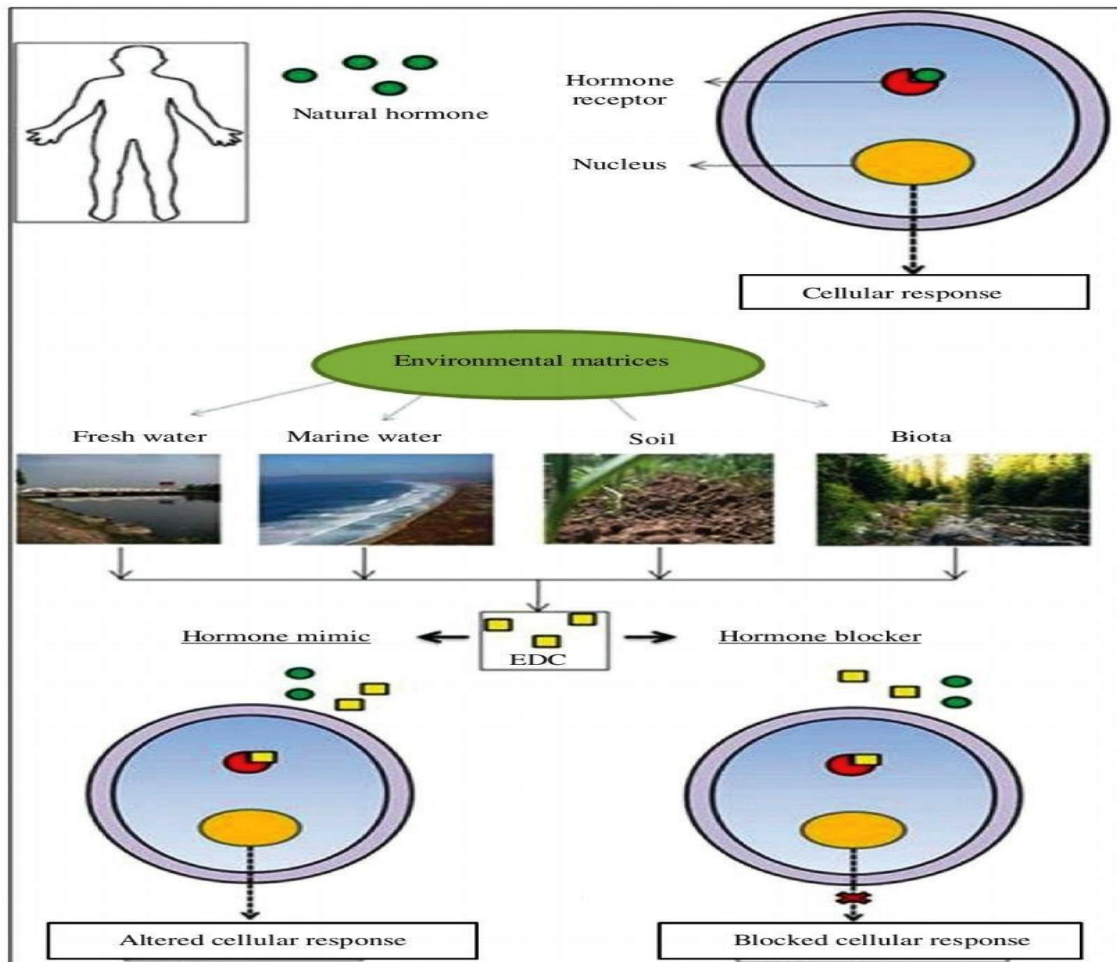 Hormone
receptor
Natural hormone
Nucleus
Cellular response
Environmental matrices
Fresh water
Marine water
Soil
Biota
Hormone mimic
EDC
Hormone blocker
Altered cellular response
Blocked cellular response